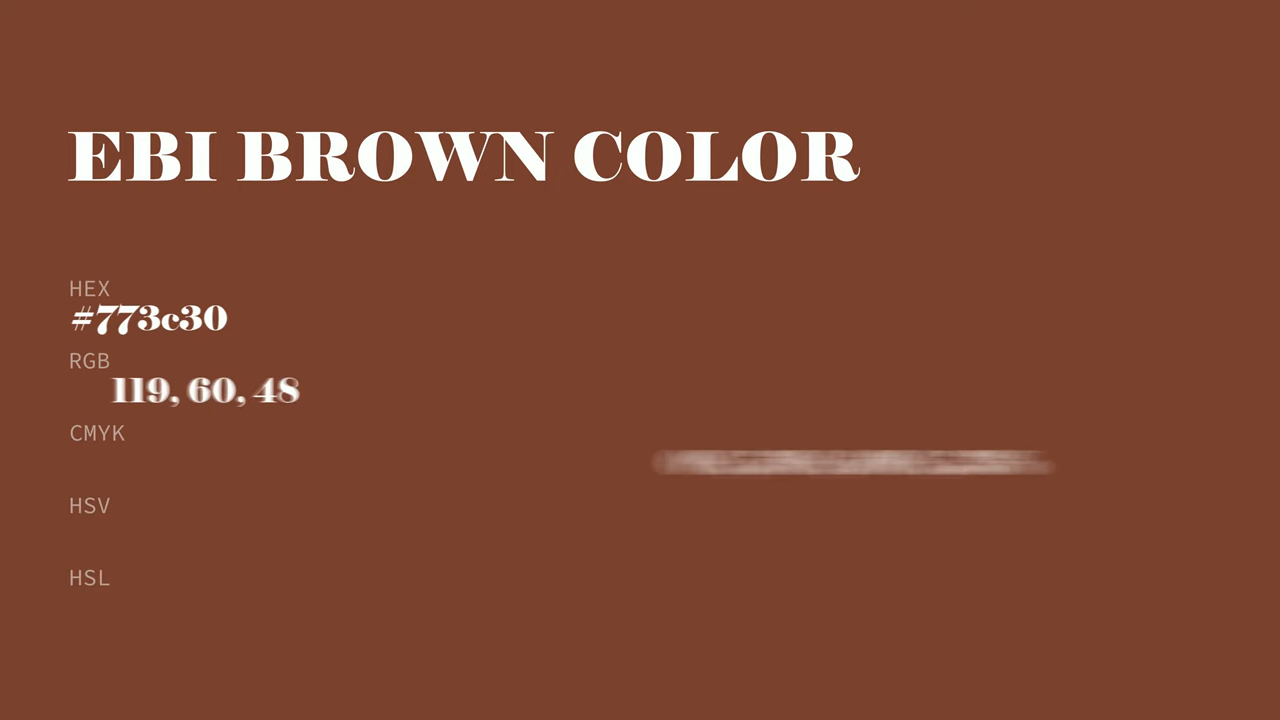 EBI BROWN COLOR
HEX
#773c30
RGB
119, 60, 48
CMYK
HSV
HSL